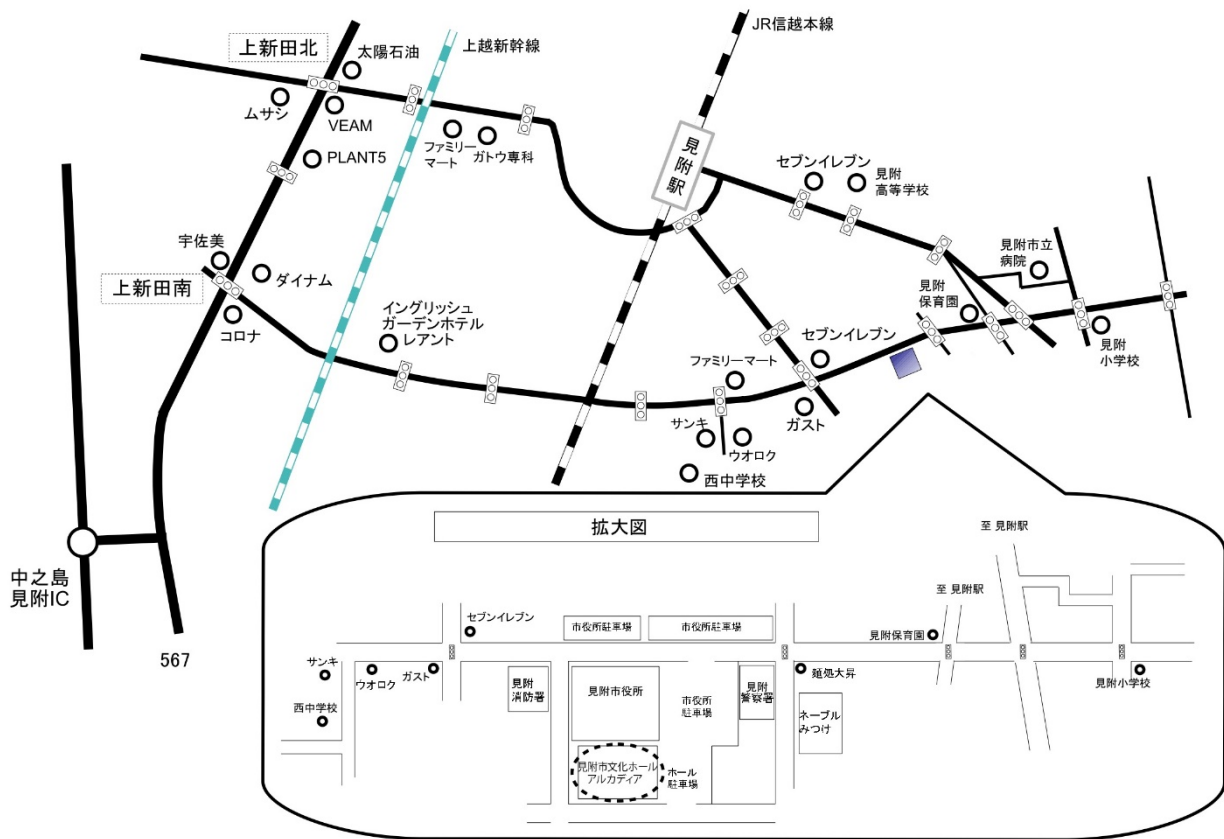 上新田北
太陽石油
上越新幹線
JR信越本線
ムサシ
VEAM
ファミリー
マート
ガトウ専科
PLANT5
見附駅
セブンイレブン
見附
高等学校
宇佐美
ダイナム
上新田南
コロナ
イングリッシュ
ガーデンホテル
レアント
見附市立
病院
見附
保育園
セブンイレブン
見附
小学校
ファミリーマート
ガスト
サンキ
ウオロク
西中学校
中之島
見附IC
567
拡大図
至 見附駅
至 見附駅
セブンイレブン
市役所駐車場
市役所駐車場
見附保育園
サンキ
ウオロク
ガスト
見附
消防署
見附市役所
市役所
駐車場
見附
警察署
麺処大昇
見附小学校
西中学校
ネーブル
みつけ
見附市文化ホール
アルカディア
ホール
駐車場